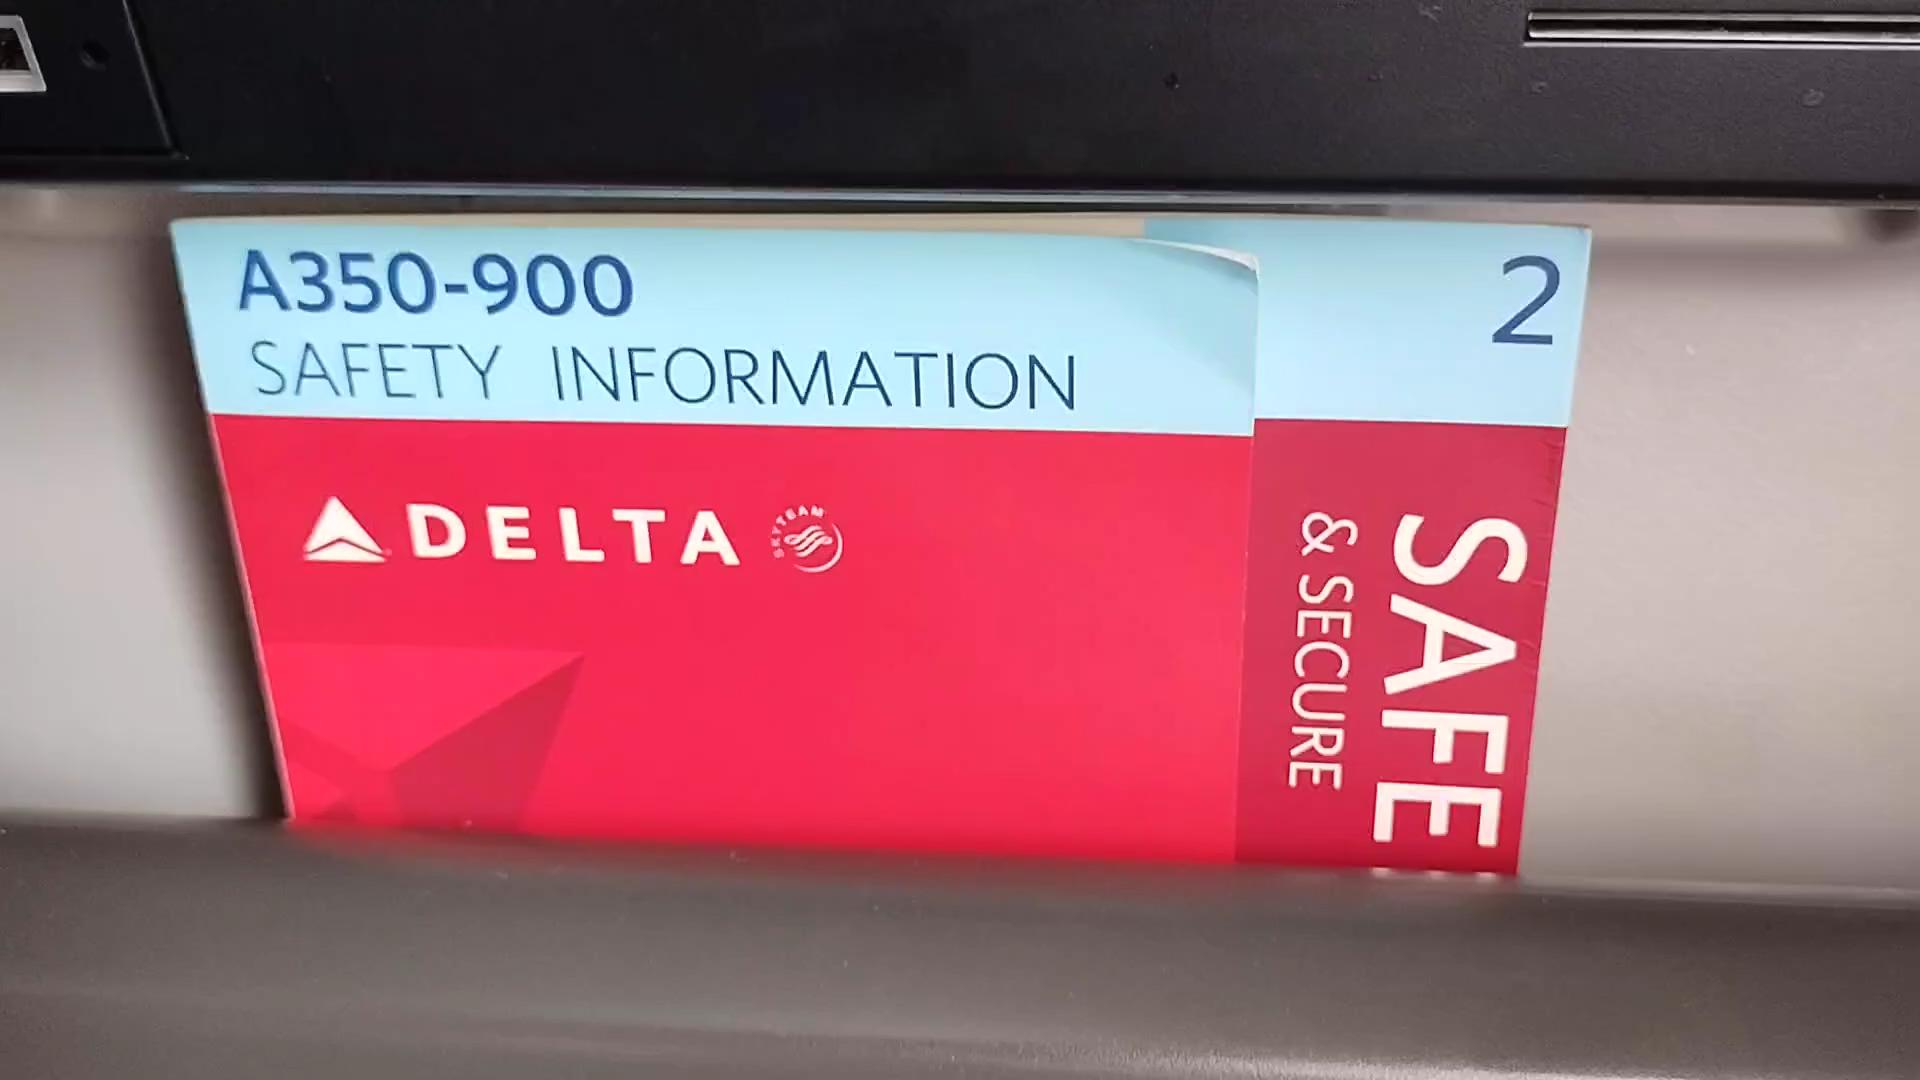 A350-900
SAFETY INFORMATION
DELTA
SKYTEAM
2
SAFE
& SECURE